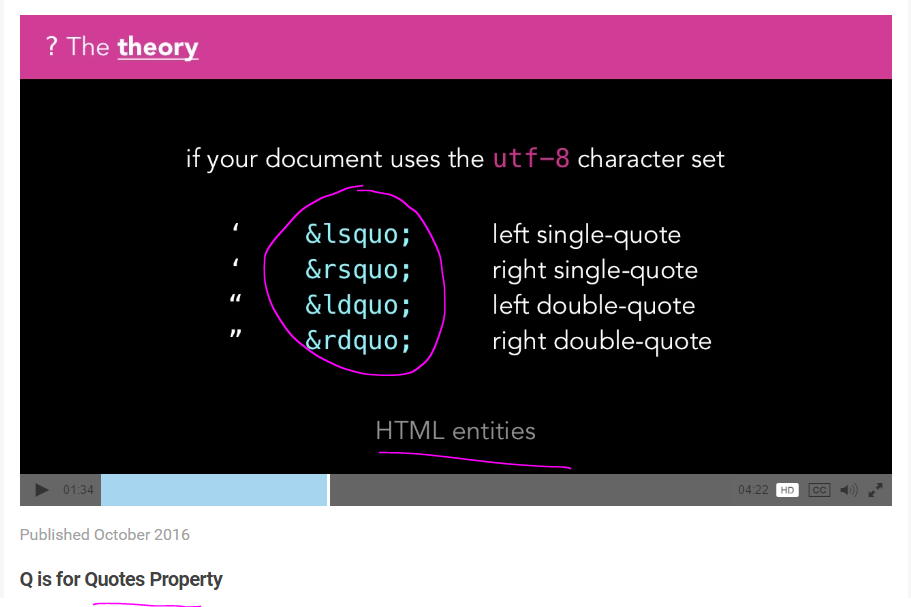 ? The theory
if your document uses the utf-8 character set
‘ &lsquo; left single-quote
‘ &rsquo; right single-quote
“ &ldquo; left double-quote
” &rdquo; right double-quote
HTML entities
01:34 04:22 HD CC
Published October 2016
Q is for Quotes Property